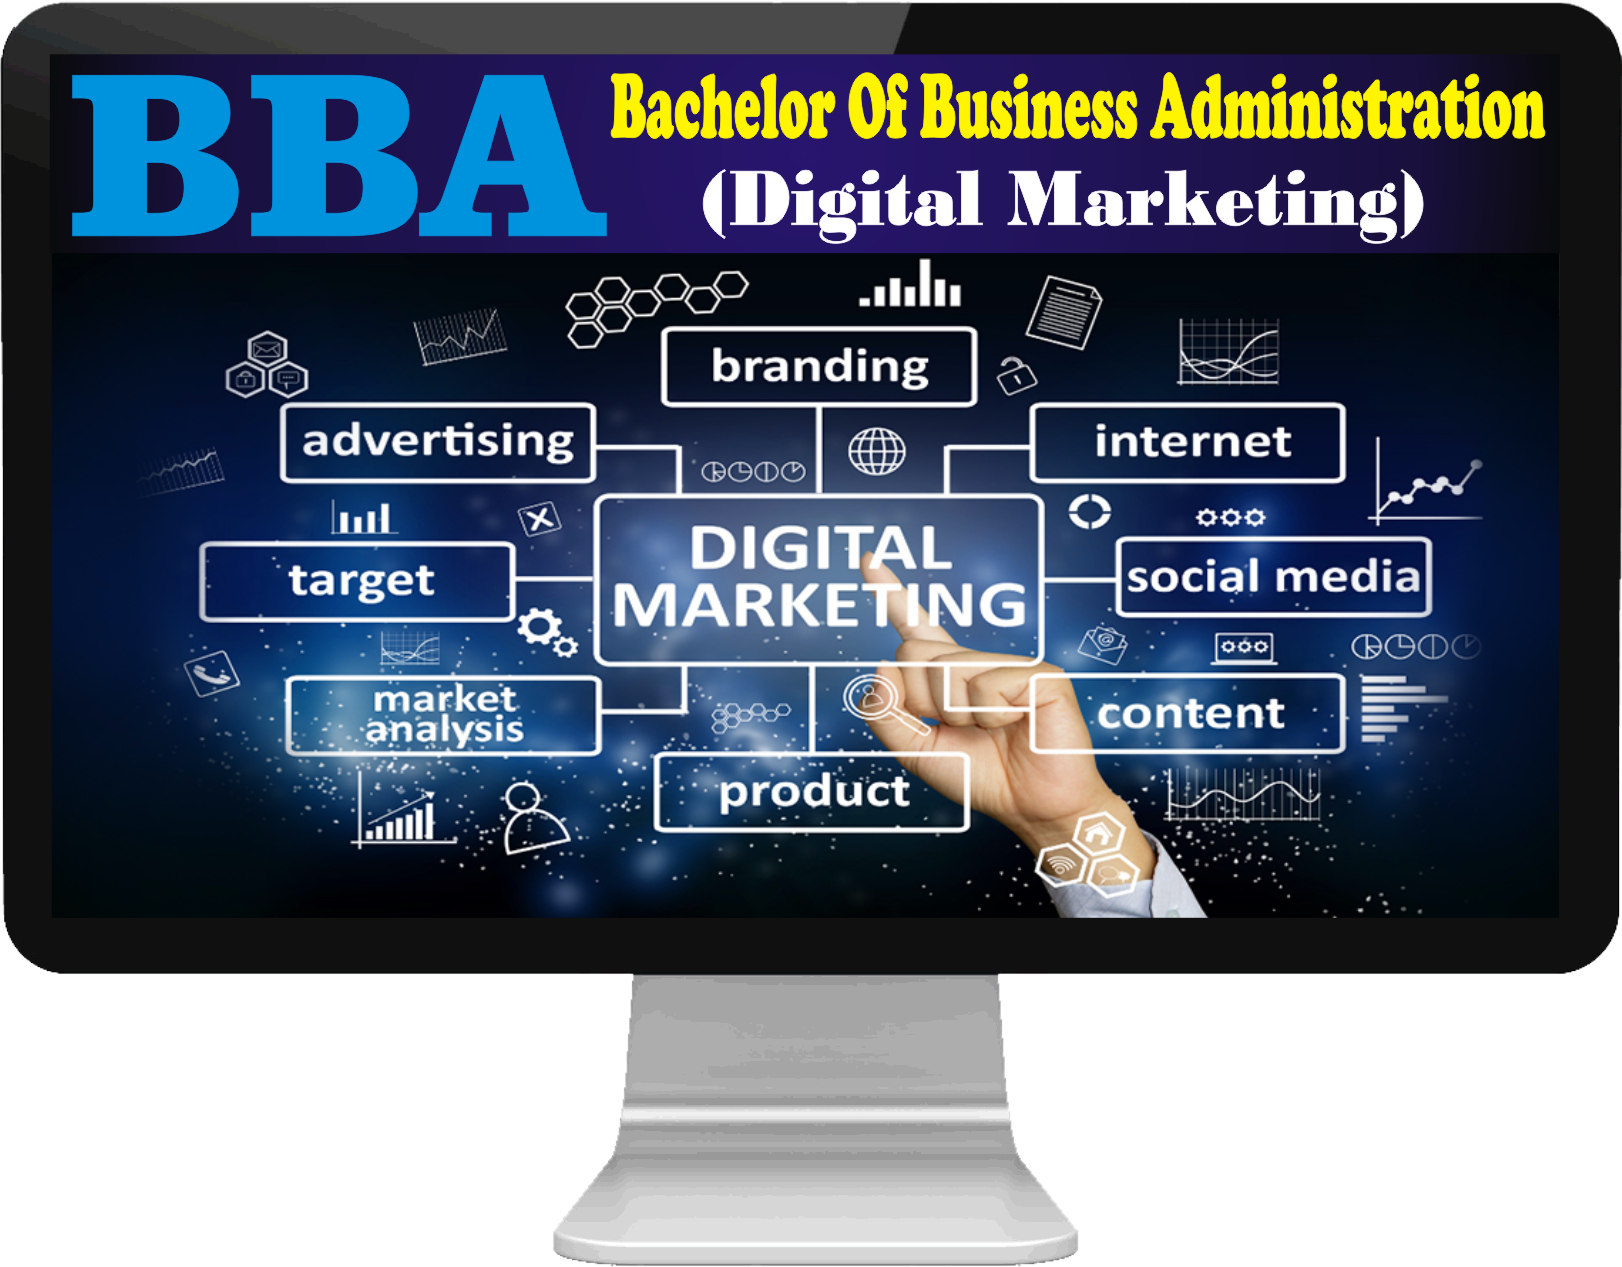 BBA
Bachelor Of Business Administration
(Digital Marketing)
branding
advertising
internet
DIGITAL
MARKETING
target
social media
market
analysis
content
product